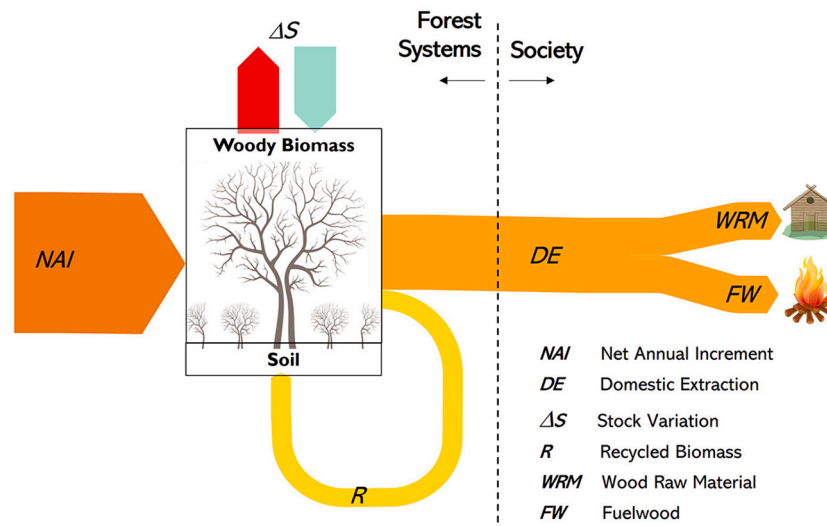 ΔS
Forest
Systems
Society
Woody Biomass
NAI
DE
WRM
FW
Soil
R
NAI Net Annual Increment
DE Domestic Extraction
ΔS Stock Variation
R Recycled Biomass
WRM Wood Raw Material
FW Fuelwood